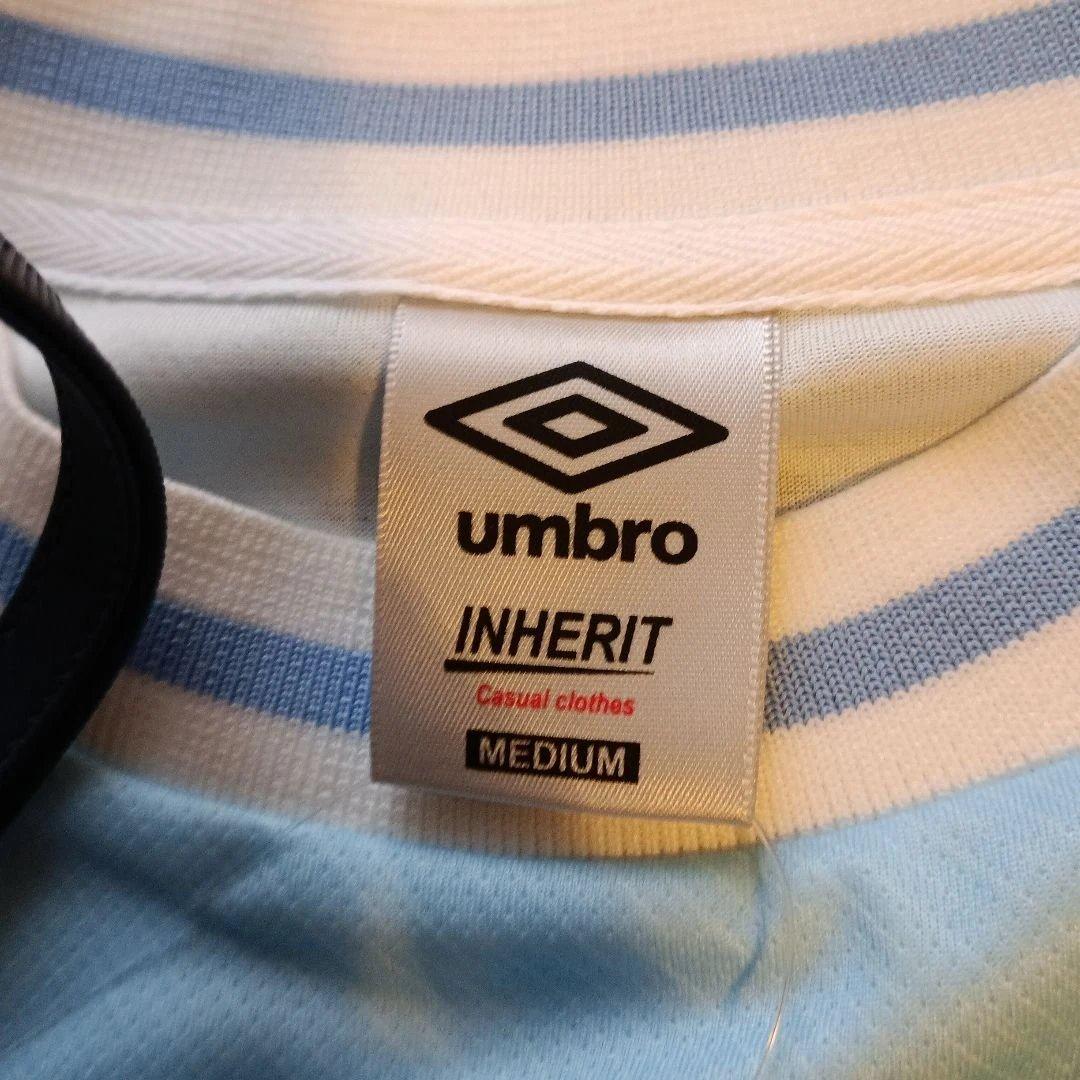 umbro
INHERIT
Casual clothes
MEDIUM